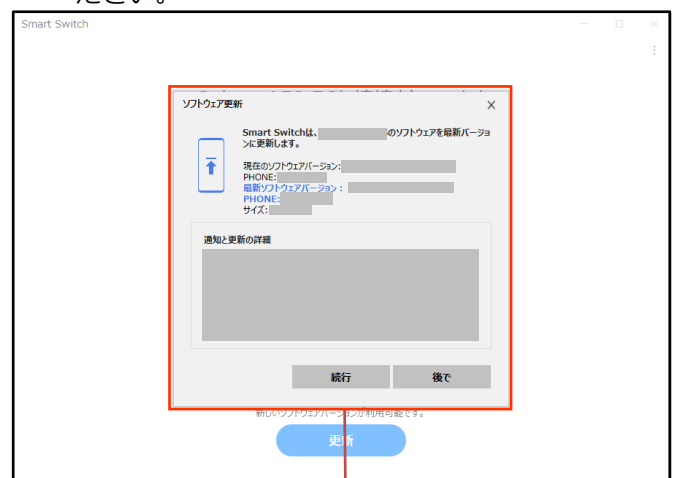 ださい。
Smart Switch
ソフトウェア更新
Smart Switchは、 のソフトウェアを最新バージョ
ンに更新します。
現在のソフトウェアバージョン:
PHONE:
最新ソフトウェアバージョン：
PHONE:
サイズ:
通知と更新の詳細
続行 後で
新しいソフトウェアバージョンが利用可能です。
更新